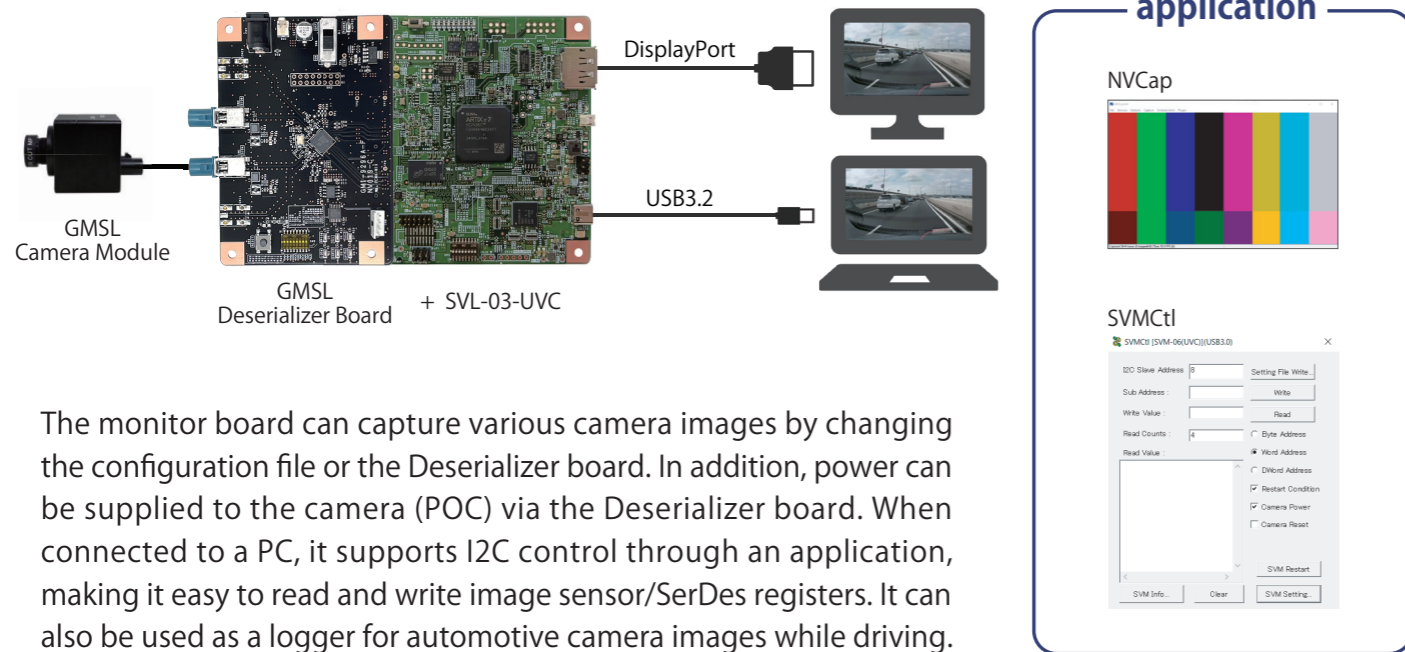 application
DisplayPort
USB3.2
GMSL
Camera Module
GMSL
Deserializer Board
+ SVL-03-UVC
ARTIX 7
The monitor board can capture various camera images by changing
the configuration file or the Deserializer board. In addition, power can
be supplied to the camera (POC) via the Deserializer board. When
connected to a PC, it supports I2C control through an application,
making it easy to read and write image sensor/SerDes registers. It can
also be used as a logger for automotive camera images while driving.
NVCap
SVMCtl
SVMCtl [SVM-06(UVC)](USB3.0)
I2C Slave Address 8 Setting File Write...
Sub Address : Write
Write Value : Read
Read Counts : 4 Byte Address
Read Value : Word Address
DWord Address
Restart Condition
Camera Power
Camera Reset
SVM Restart
SVM Info... Clear SVM Setting...